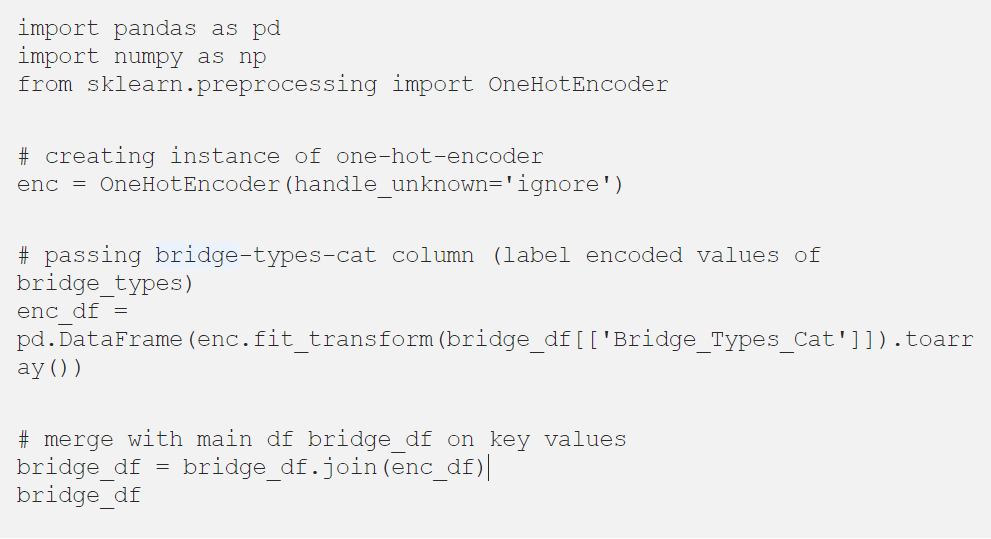 import pandas as pd
import numpy as np
from sklearn.preprocessing import OneHotEncoder
# creating instance of one-hot-encoder
enc = OneHotEncoder(handle_unknown='ignore')
# passing bridge-types-cat column (label encoded values of
bridge_types)
enc_df =
pd.DataFrame(enc.fit_transform(bridge_df[['Bridge_Types_Cat']]).toarr
ay())
# merge with main df bridge_df on key values
bridge_df = bridge_df.join(enc_df)
bridge_df